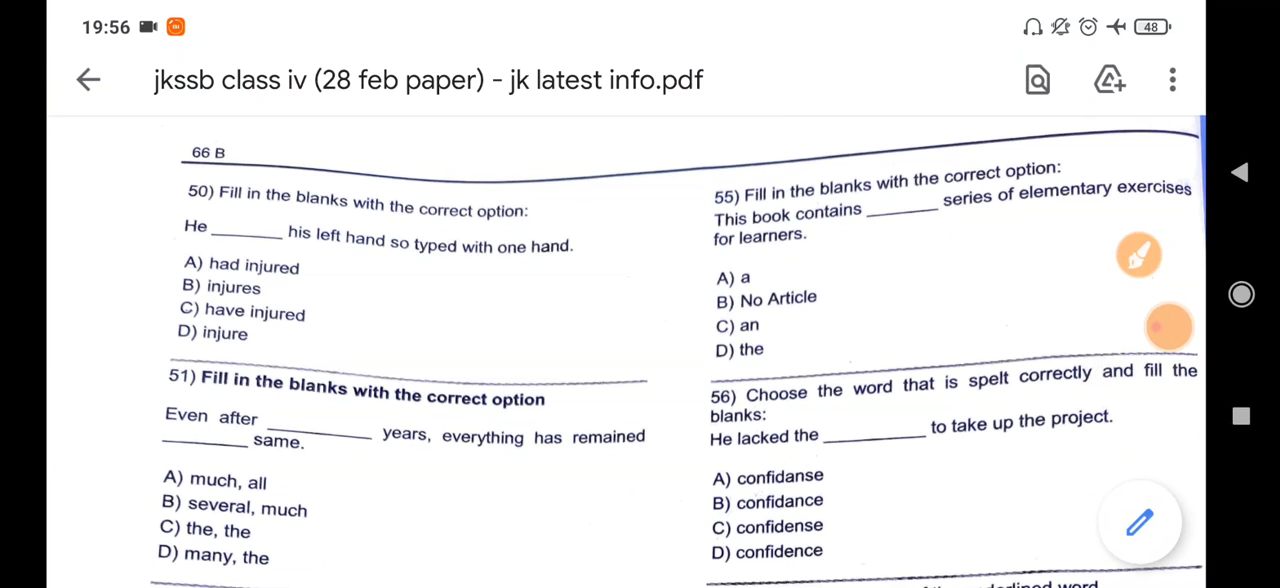 19:56
48
jkssb class iv (28 feb paper) - jk latest info.pdf
66 B
50) Fill in the blanks with the correct option:
He ________ his left hand so typed with one hand.
A) had injured
B) injures
C) have injured
D) injure
51) Fill in the blanks with the correct option
Even after __________ years, everything has remained
________ same.
A) much, all
B) several, much
C) the, the
D) many, the
55) Fill in the blanks with the correct option:
This book contains ________ series of elementary exercises
for learners.
A) a
B) No Article
C) an
D) the
56) Choose the word that is spelt correctly and fill the
blanks:
He lacked the __________ to take up the project.
A) confidanse
B) confidance
C) confidense
D) confidence
word